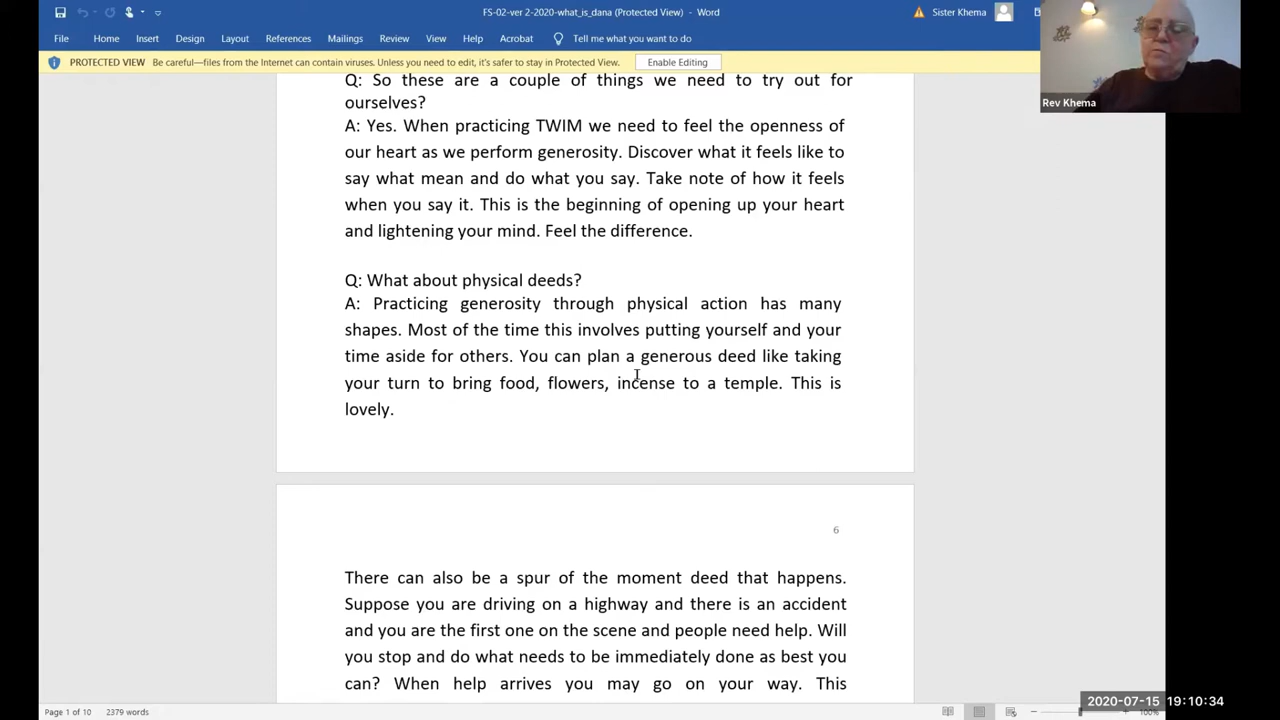 FS-02-ver 2-2020-what_is_dana (Protected View) - Word
Sister Khema
File Home Insert Design Layout References Mailings Review View Help Acrobat Tell me what you want to do
PROTECTED VIEW Be careful—files from the Internet can contain viruses. Unless you need to edit, it's safer to stay in Protected View. Enable Editing
Rev Khema
Q: So these are a couple of things we need to try out for
ourselves?
A: Yes. When practicing TWIM we need to feel the openness of
our heart as we perform generosity. Discover what it feels like to
say what mean and do what you say. Take note of how it feels
when you say it. This is the beginning of opening up your heart
and lightening your mind. Feel the difference.
Q: What about physical deeds?
A: Practicing generosity through physical action has many
shapes. Most of the time this involves putting yourself and your
time aside for others. You can plan a generous deed like taking
your turn to bring food, flowers, incense to a temple. This is
lovely.
6
There can also be a spur of the moment deed that happens.
Suppose you are driving on a highway and there is an accident
and you are the first one on the scene and people need help. Will
you stop and do what needs to be immediately done as best you
can? When help arrives you may go on your way. This
2020-07-15 19:10:34
Page 1 of 10 2379 words
100%